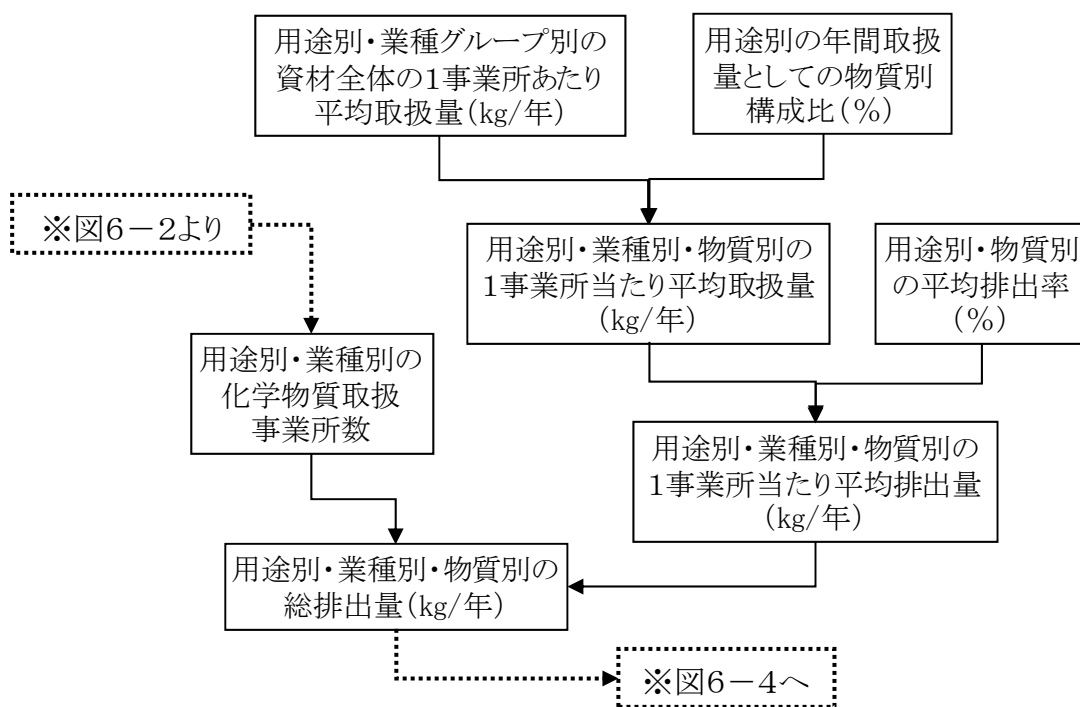 用途別・業種グループ別の
資材全体の１事業所あたり
平均取扱量(kg/年)
用途別の年間取扱
量としての物質別
構成比(%)
※図６－２より
用途別・業種別・物質別の
１事業所当たり平均取扱量
(kg/年)
用途別・物質別
の平均排出率
(%)
用途別・業種別の
化学物質取扱
事業所数
用途別・業種別・物質別の
１事業所当たり平均排出量
(kg/年)
用途別・業種別・物質別の
総排出量(kg/年)
※図６－４へ